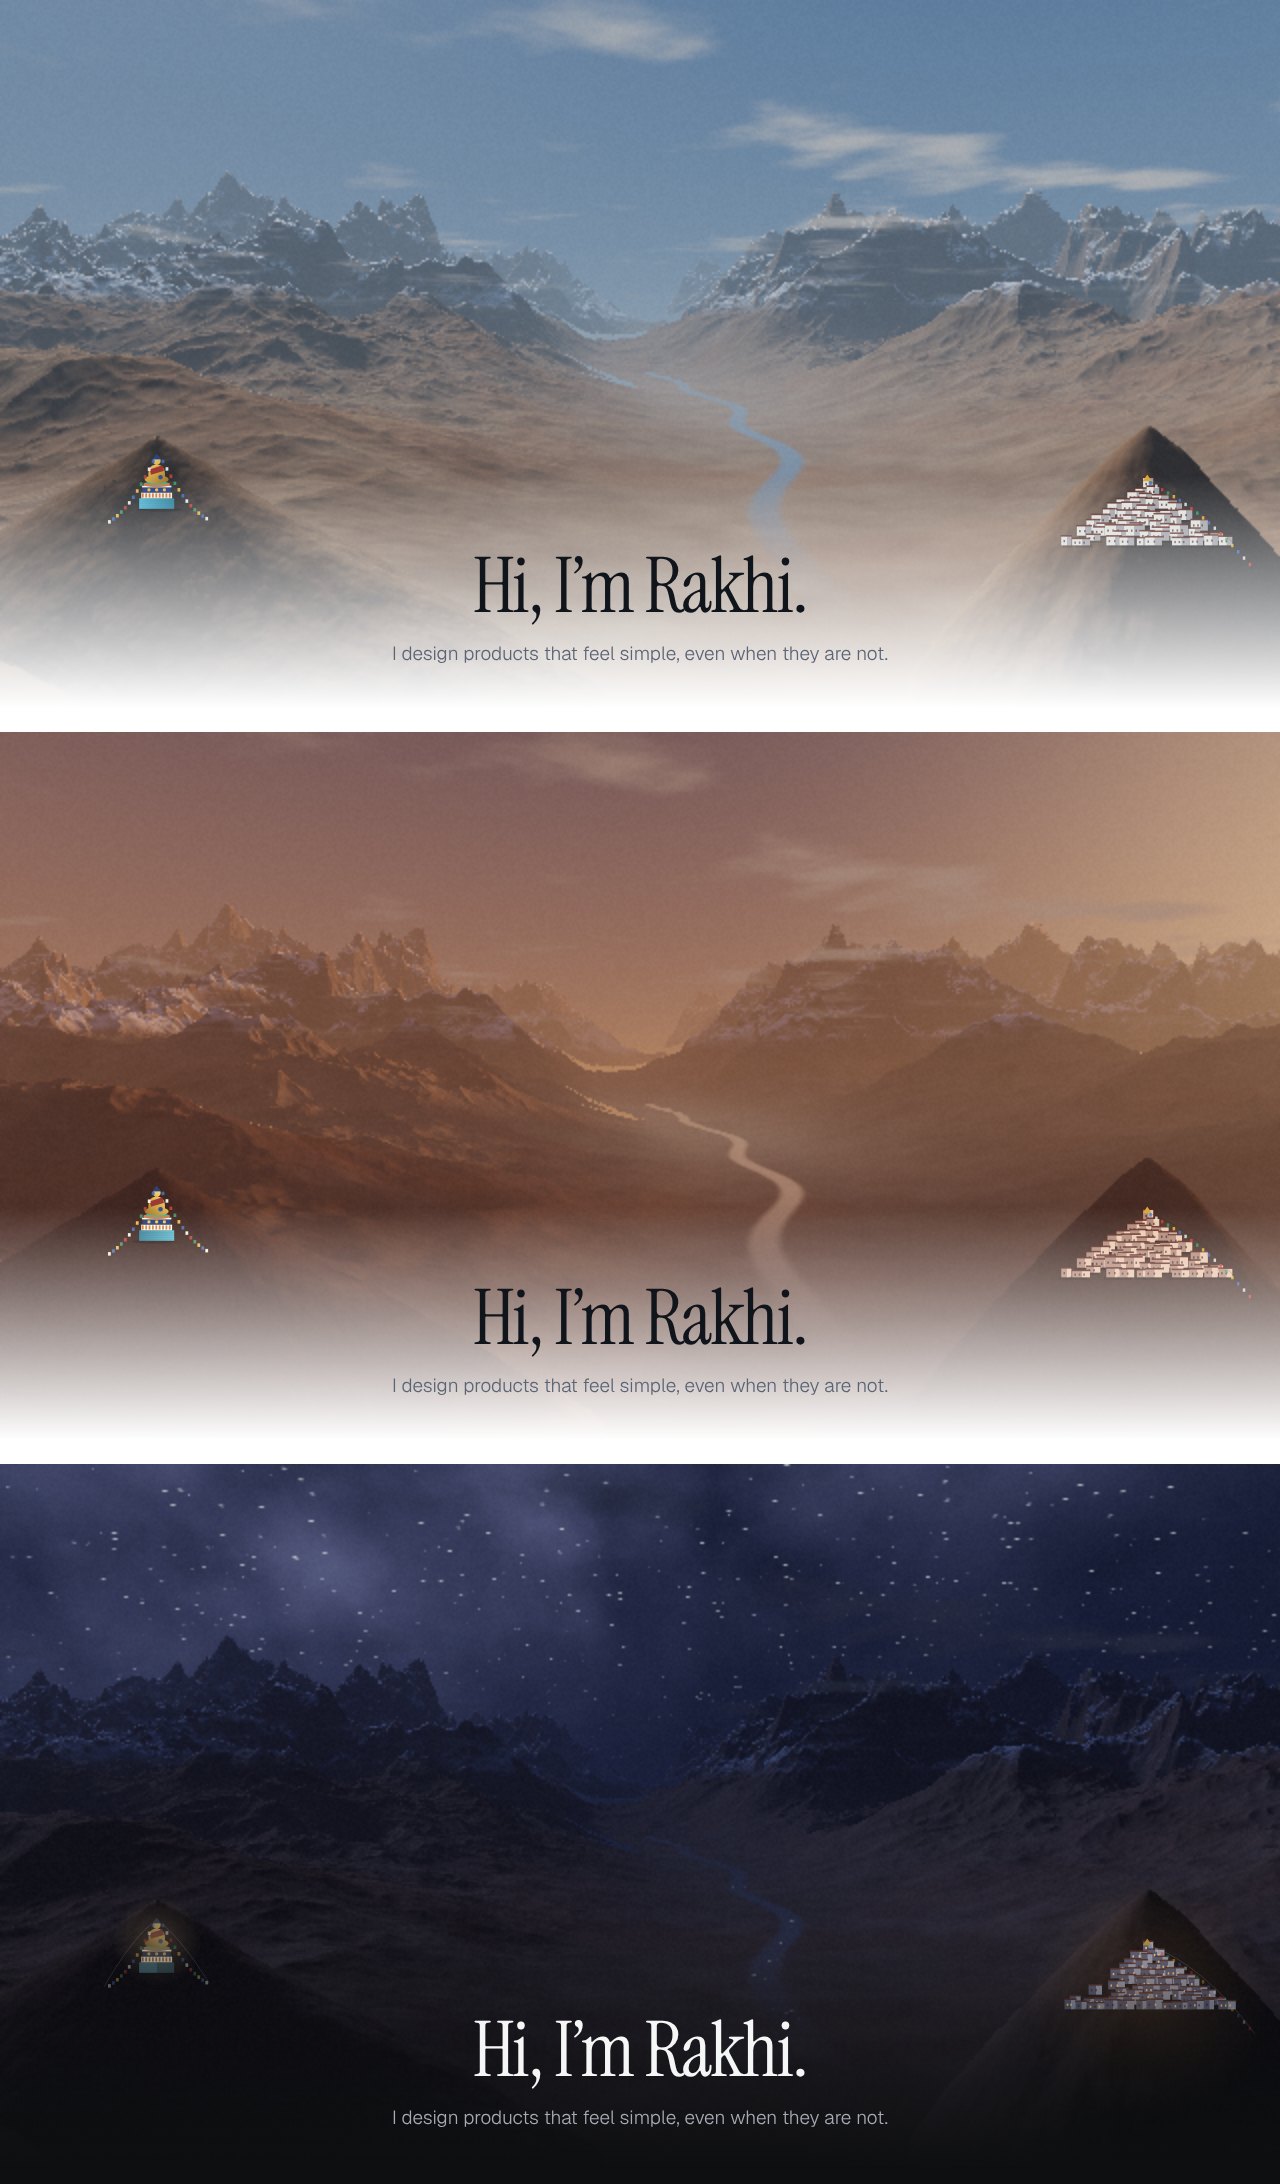 Hi, I’m Rakhi.
I design products that feel simple, even when they are not.
Hi, I’m Rakhi.
I design products that feel simple, even when they are not.
Hi, I’m Rakhi.
I design products that feel simple, even when they are not.